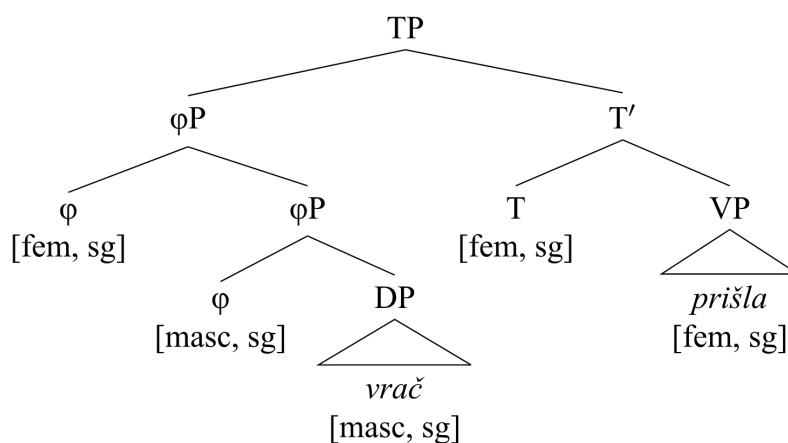 TP
φP T′
φ φP T VP
[fem, sg] [fem, sg]
φ DP prišla
[masc, sg] [fem, sg]
vrač
[masc, sg]